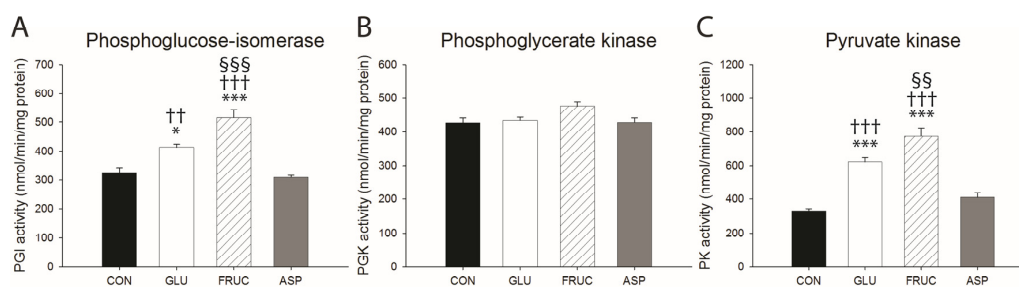 A
Phosphoglucose-isomerase
PGI activity (nmol/min/mg protein)
700
600
500
400
300
200
100
0
††
*
§§§
†††
***
CON GLU FRUC ASP
B
Phosphoglycerate kinase
PGK activity (nmol/min/mg protein)
600
500
400
300
200
100
0
CON GLU FRUC ASP
C
Pyruvate kinase
PK activity (nmol/min/mg protein)
1200
1000
800
600
400
200
0
†††
***
§§
†††
***
CON GLU FRUC ASP